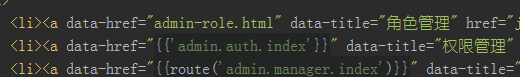 <li><a data-href="admin-role.html" data-title="角色管理" href="j
<li><a data-href="{{'admin.auth.index'}}" data-title="权限管理"
<li><a data-href="{{route('admin.manager.index')}}" data-title